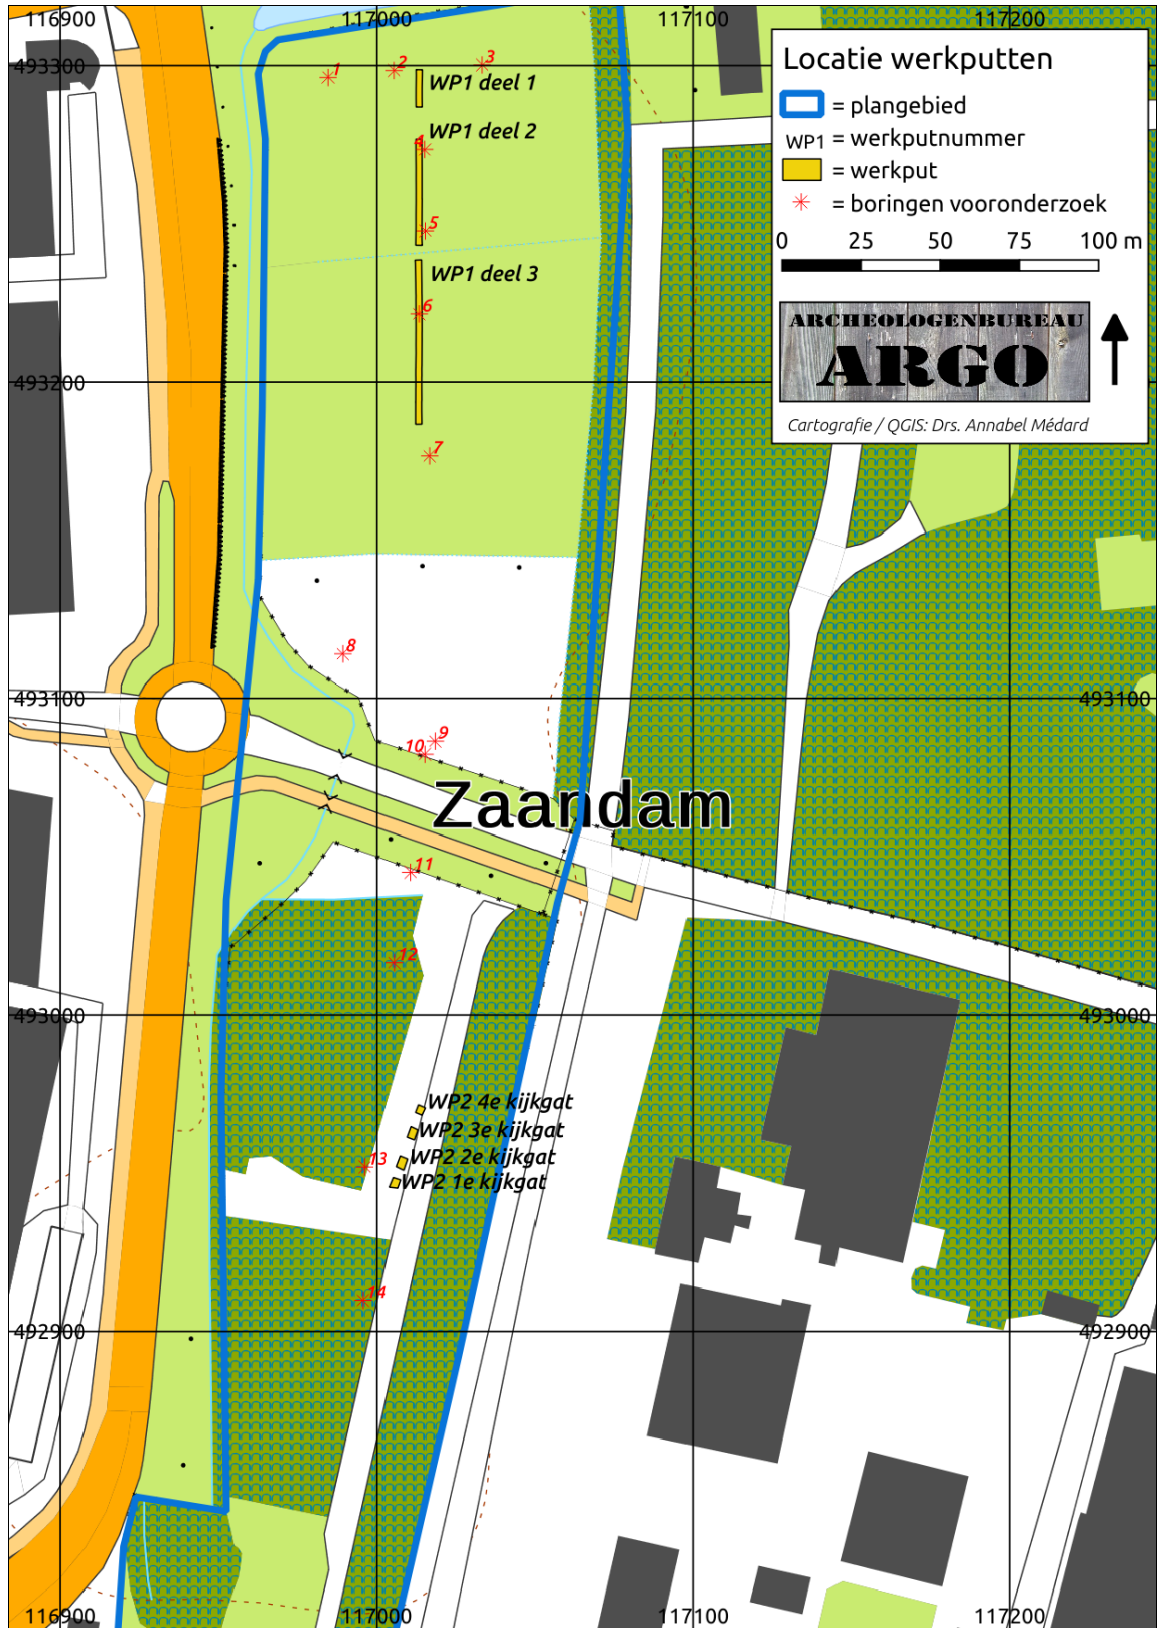 116900
117000
117100
117200
493300
1
2
3
WP1 deel 1
WP1 deel 2
4
5
WP1 deel 3
6
Locatie werkputten
= plangebied
WP1 = werkputnummer
= werkput
= boringen vooronderzoek
0 25 50 75 100 m
ARCHEOLOGENBUREAU
ARGO
Cartografie / QGIS: Drs. Annabel Médard
493200
7
8
493100
493100
9
10
Zaandam
11
12
493000
493000
WP2 4e kijkgat
WP2 3e kijkgat
WP2 2e kijkgat
13
WP2 1e kijkgat
14
492900
492900
116900
117000
117100
117200